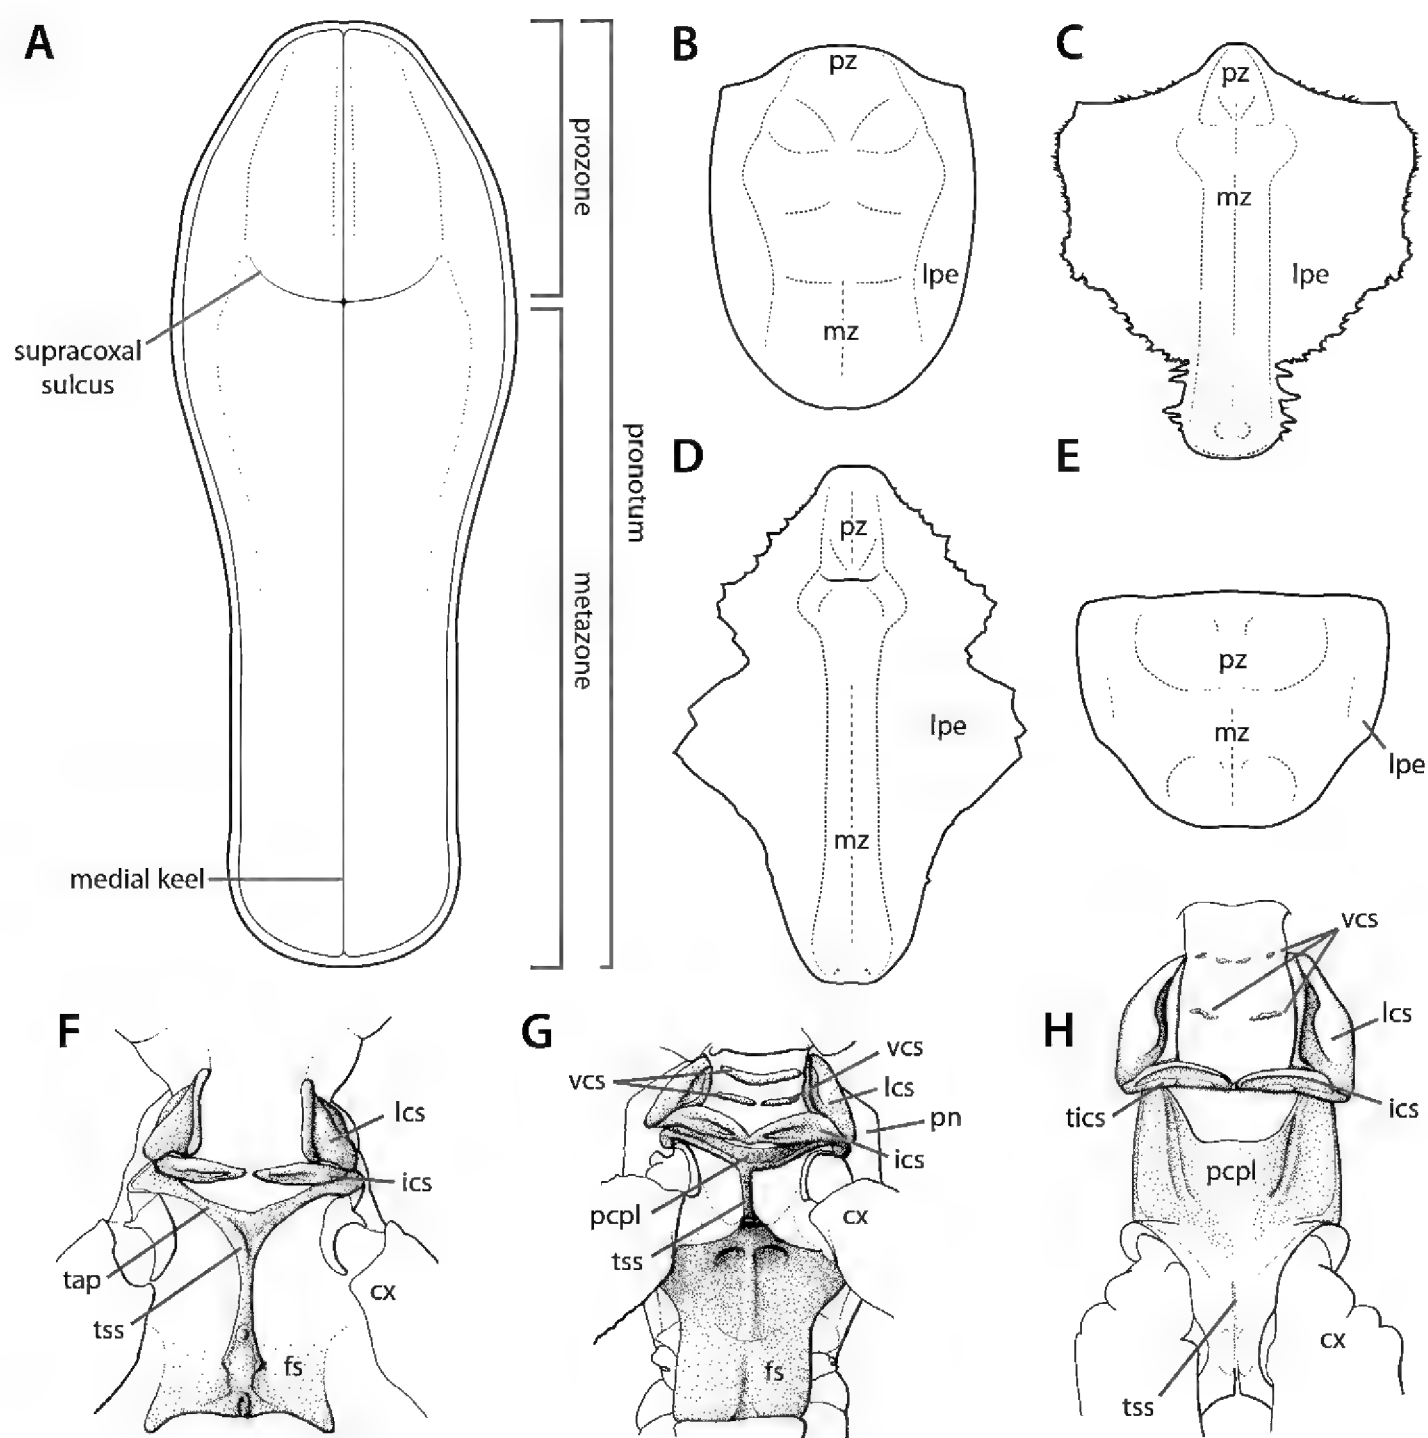 A
prozone
metazone
pronotum
supracoxal
sulcus
medial keel
B
pz
lpe
mz
C
pz
mz
lpe
D
pz
lpe
mz
E
pz
mz
lpe
F
lcs
ics
tap
tss
cx
fs
G
vcs
vcs
lcs
pn
ics
pcpl
cx
tss
fs
H
vcs
lcs
tics
ics
pcpl
cx
tss